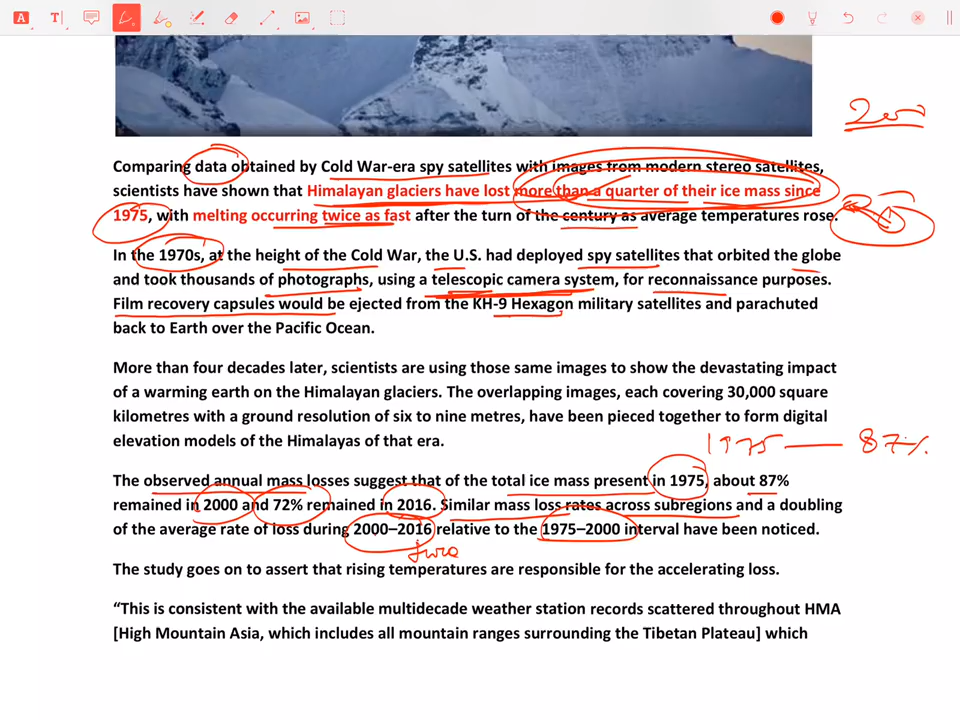 A T
2000
Comparing data obtained by Cold War-era spy satellites with images from modern stereo satellites,
scientists have shown that Himalayan glaciers have lost more than a quarter of their ice mass since
1975, with melting occurring twice as fast after the turn of the century as average temperatures rose.
In the 1970s, at the height of the Cold War, the U.S. had deployed spy satellites that orbited the globe
and took thousands of photographs, using a telescopic camera system, for reconnaissance purposes.
Film recovery capsules would be ejected from the KH-9 Hexagon military satellites and parachuted
back to Earth over the Pacific Ocean.
More than four decades later, scientists are using those same images to show the devastating impact
of a warming earth on the Himalayan glaciers. The overlapping images, each covering 30,000 square
kilometres with a ground resolution of six to nine metres, have been pieced together to form digital
elevation models of the Himalayas of that era.
1975 — 87%
The observed annual mass losses suggest that of the total ice mass present in 1975, about 87%
remained in 2000 and 72% remained in 2016. Similar mass loss rates across subregions and a doubling
of the average rate of loss during 2000–2016 relative to the 1975–2000 interval have been noticed.
The study goes on to assert that rising temperatures are responsible for the accelerating loss.
“This is consistent with the available multidecade weather station records scattered throughout HMA
[High Mountain Asia, which includes all mountain ranges surrounding the Tibetan Plateau] which